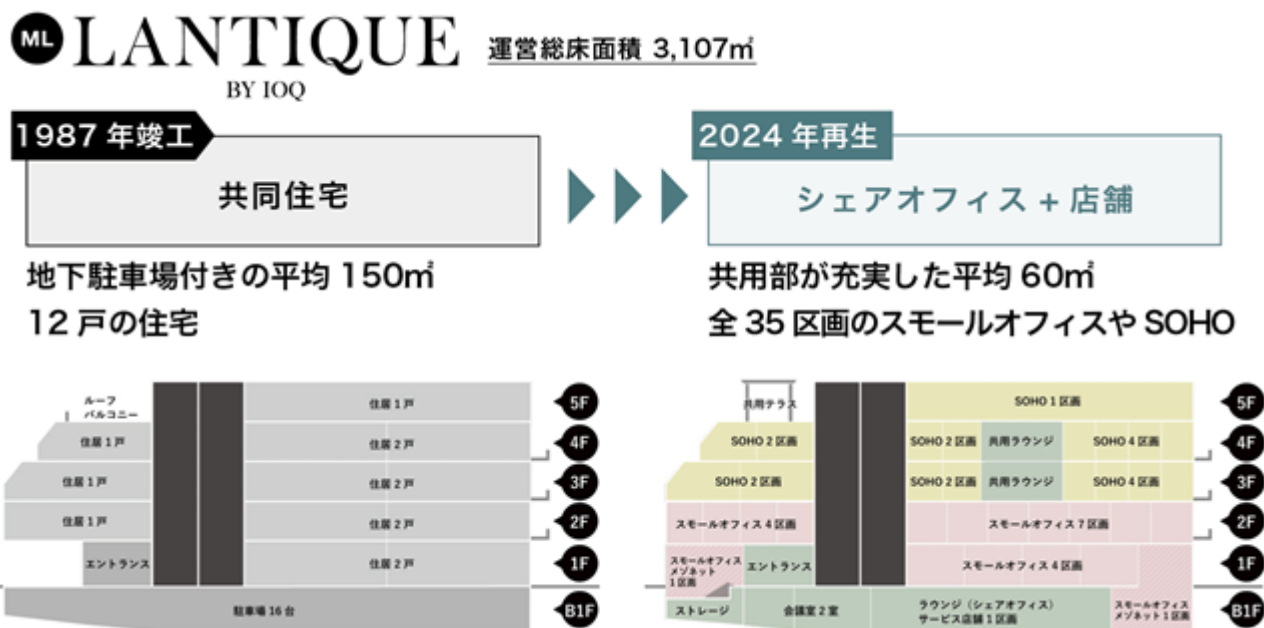 ML LANTIQUE 運営総床面積 3,107㎡
BY IOQ
1987 年竣工
共同住宅
地下駐車場付きの平均 150㎡
12 戸の住宅
2024 年再生
シェアオフィス + 店舗
共用部が充実した平均 60㎡
全 35 区画のスモールオフィスや SOHO
ルーフ
バルコニー
住居 1 戸
5F
住居 1 戸
住居 2 戸
4F
住居 1 戸
住居 2 戸
3F
住居 1 戸
住居 2 戸
2F
エントランス
住居 2 戸
1F
駐車場 16 台
B1F
共用テラス
SOHO 1 区画
5F
SOHO 2 区画
SOHO 2 区画
共用ラウンジ
SOHO 4 区画
4F
SOHO 2 区画
SOHO 2 区画
共用ラウンジ
SOHO 4 区画
3F
スモールオフィス 4 区画
スモールオフィス 7 区画
2F
スモールオフィス
メゾネット
1 区画
エントランス
スモールオフィス 4 区画
1F
ストレージ
会議室 2 室
ラウンジ（シェアオフィス）
サービス店舗 1 区画
スモールオフィス
メゾネット 1 区画
B1F